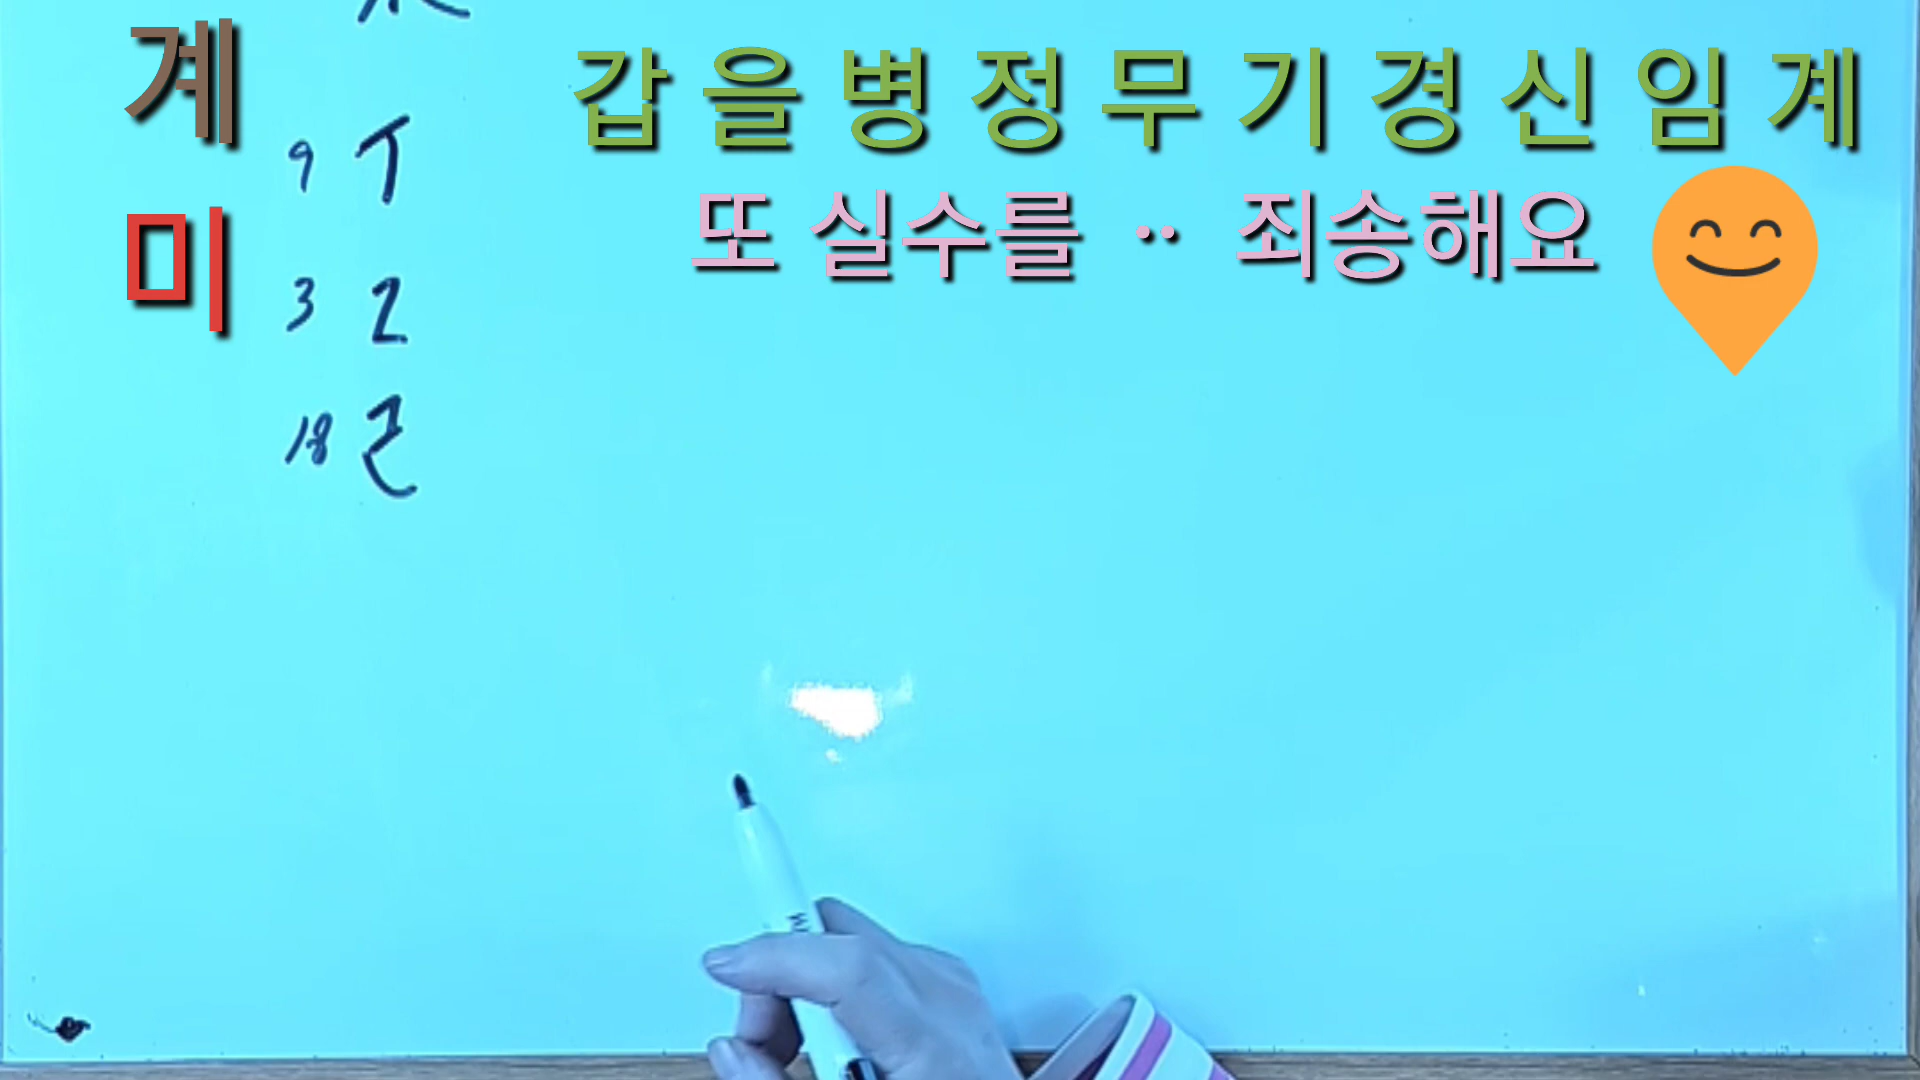 계
미
갑 을 병 정 무 기 경 신 임 계
또 실수를 ·· 죄송해요
9 丁
3 乙
18 己